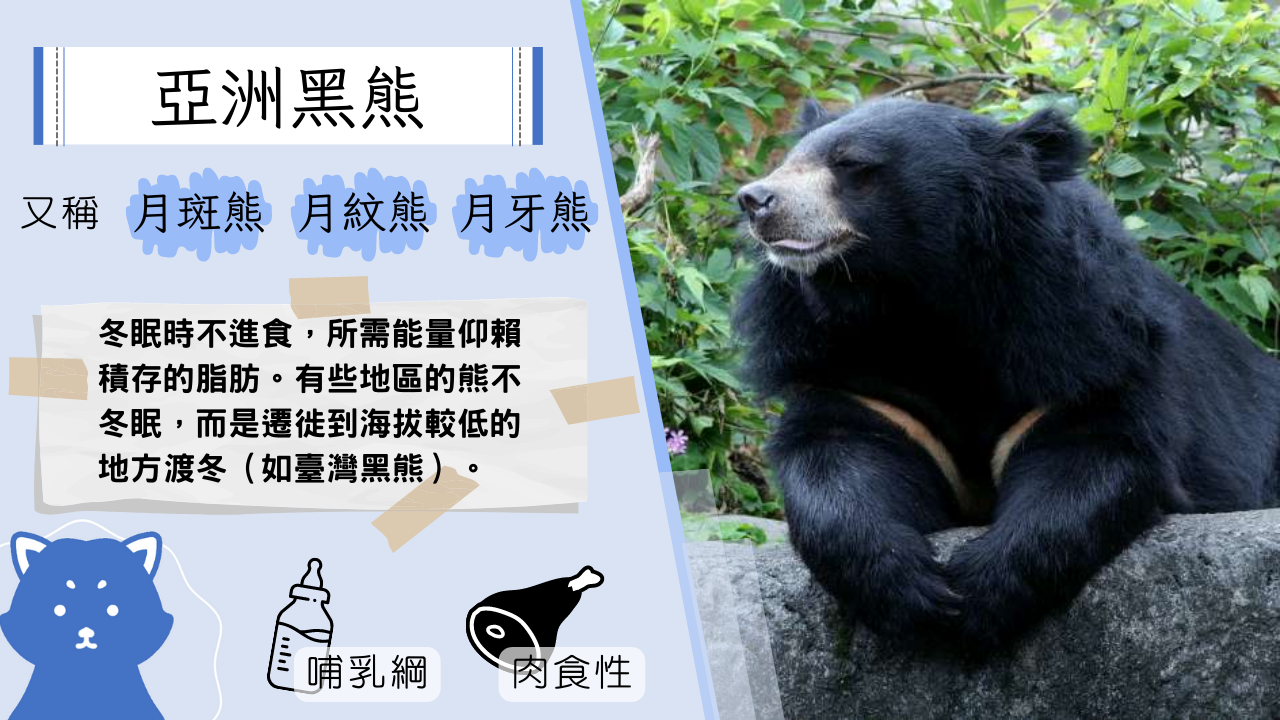 亞洲黑熊
又稱 月斑熊 月紋熊 月牙熊
冬眠時不進食，所需能量仰賴
積存的脂肪。有些地區的熊不
冬眠，而是遷徙到海拔較低的
地方渡冬（如臺灣黑熊）。
哺乳綱 肉食性